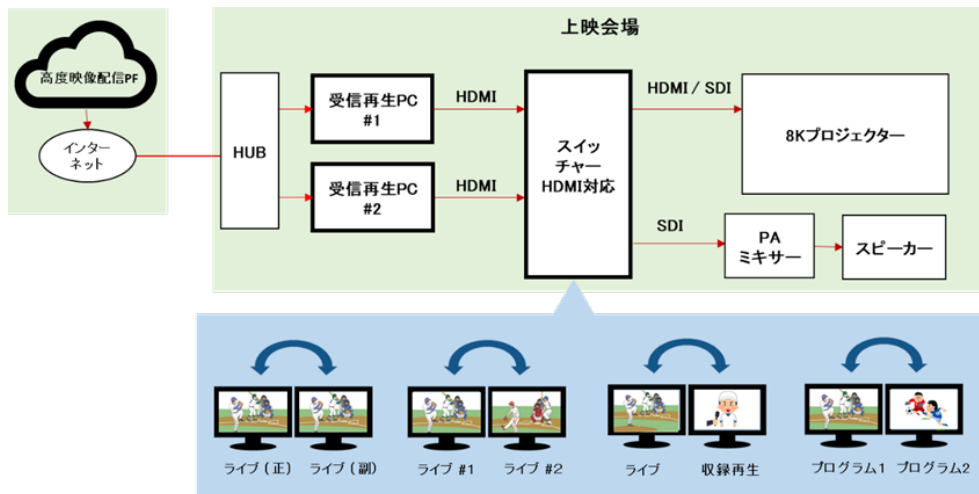 上映会場
高度映像配信PF
インター
ネット
HUB
受信再生PC
#1
受信再生PC
#2
HDMI
HDMI
スイッ
チャー
HDMI対応
HDMI / SDI
8Kプロジェクター
SDI
PA
ミキサー
スピーカー
ライブ(正)
ライブ(副)
ライブ #1
ライブ #2
ライブ
収録再生
プログラム1
プログラム2